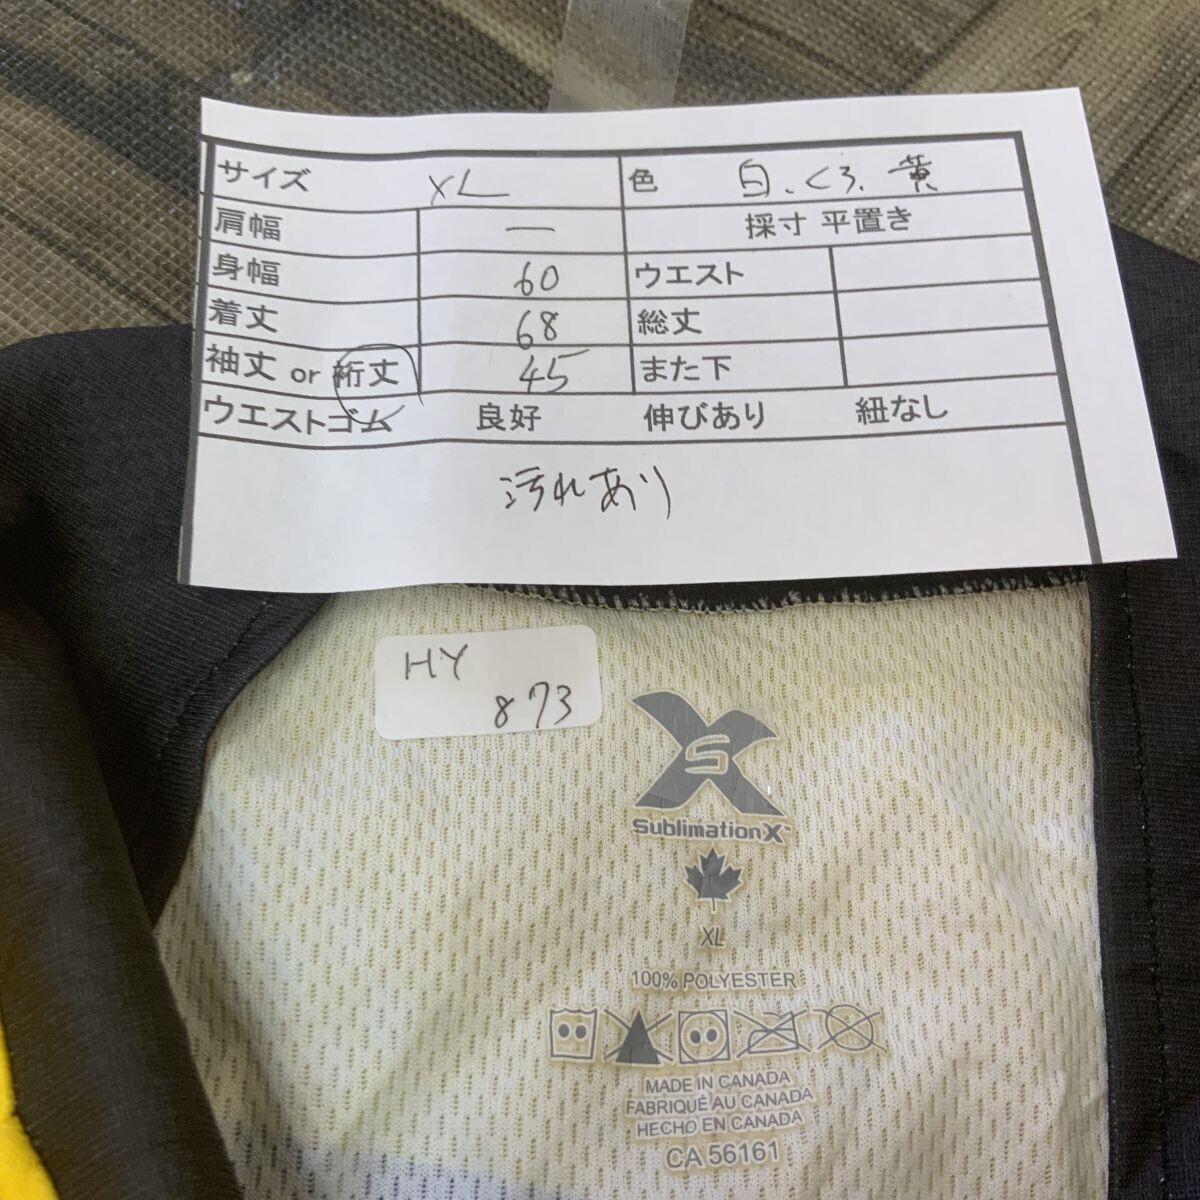 サイズ XL 色 白、くろ、黄
肩幅 ー 採寸 平置き
身幅 60 ウエスト
着丈 68 総丈
袖丈 or 裄丈 45 また下
ウエストゴム 良好 伸びあり 紐なし
汚れあり
HY
873
S
SublimationX™
XL
100% POLYESTER
MADE IN CANADA
FABRIQUÉ AU CANADA
HECHO EN CANADA
CA 56161